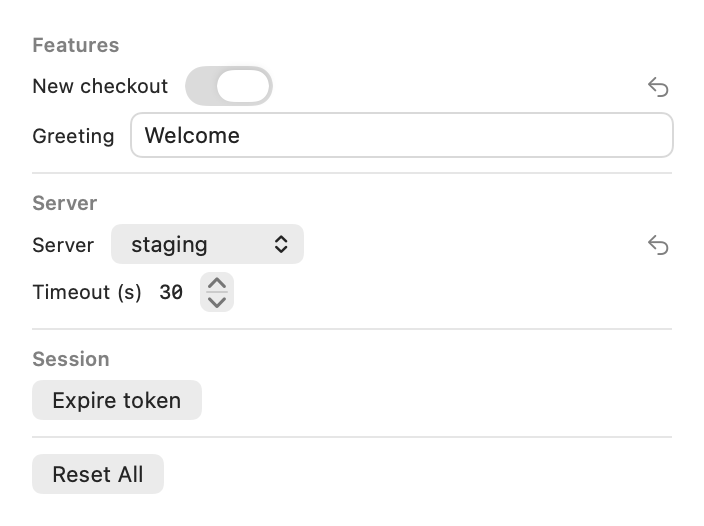 Features
New checkout
Greeting Welcome
Server
Server staging
Timeout (s) 30
Session
Expire token
Reset All